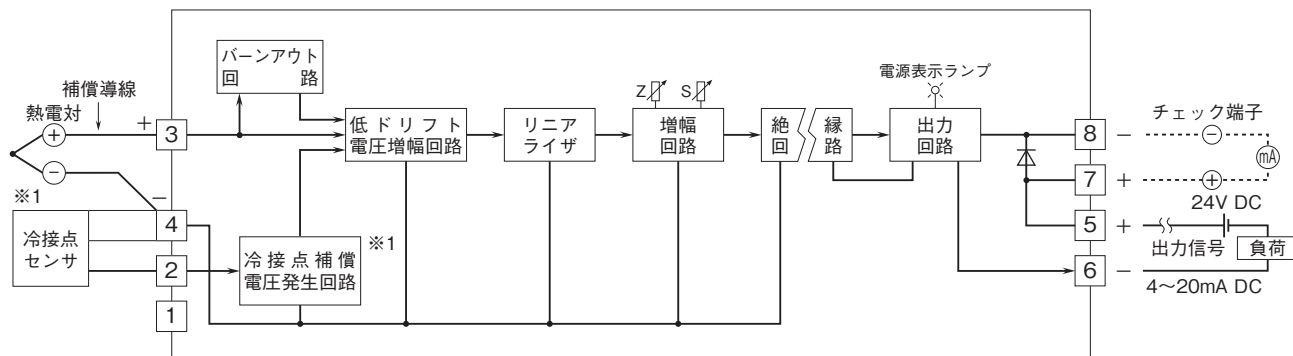 バーンアウト
回 路
補償導線
熱電対
+
−
※1
冷接点
センサ
+
−
3
4
2
1
低ドリフト
電圧増幅回路
冷接点補償
電圧発生回路
※1
リニア
ライザ
Z
S
増幅
回路
絶 縁
回 路
電源表示ランプ
出力
回路
8
7
5
6
−
+
+
−
チェック端子
−
mA
+
24V DC
出力信号
負荷
4～20mA DC